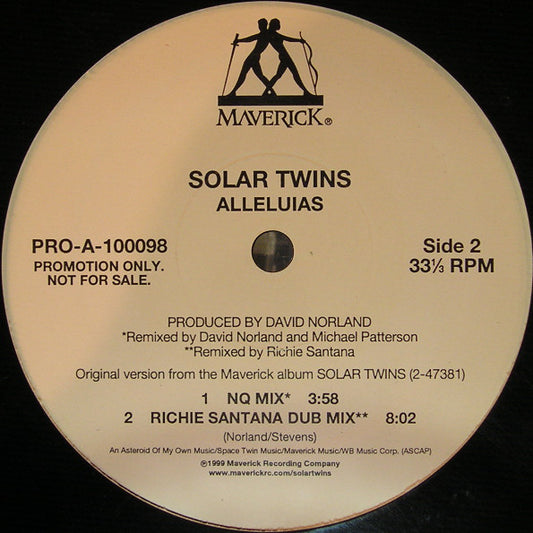 MAVERICK®
SOLAR TWINS
ALLELUIAS
PRO-A-100098
PROMOTION ONLY.
NOT FOR SALE.
Side 2
33⅓ RPM
PRODUCED BY DAVID NORLAND
*Remixed by David Norland and Michael Patterson
**Remixed by Richie Santana
Original version from the Maverick album SOLAR TWINS (2-47381)
1 NQ MIX* 3:58
2 RICHIE SANTANA DUB MIX** 8:02
(Norland/Stevens)
An Asteroid Of My Own Music/Space Twin Music/Maverick Music/WB Music Corp. (ASCAP)
℗1999 Maverick Recording Company
www.maverickrc.com/solartwins